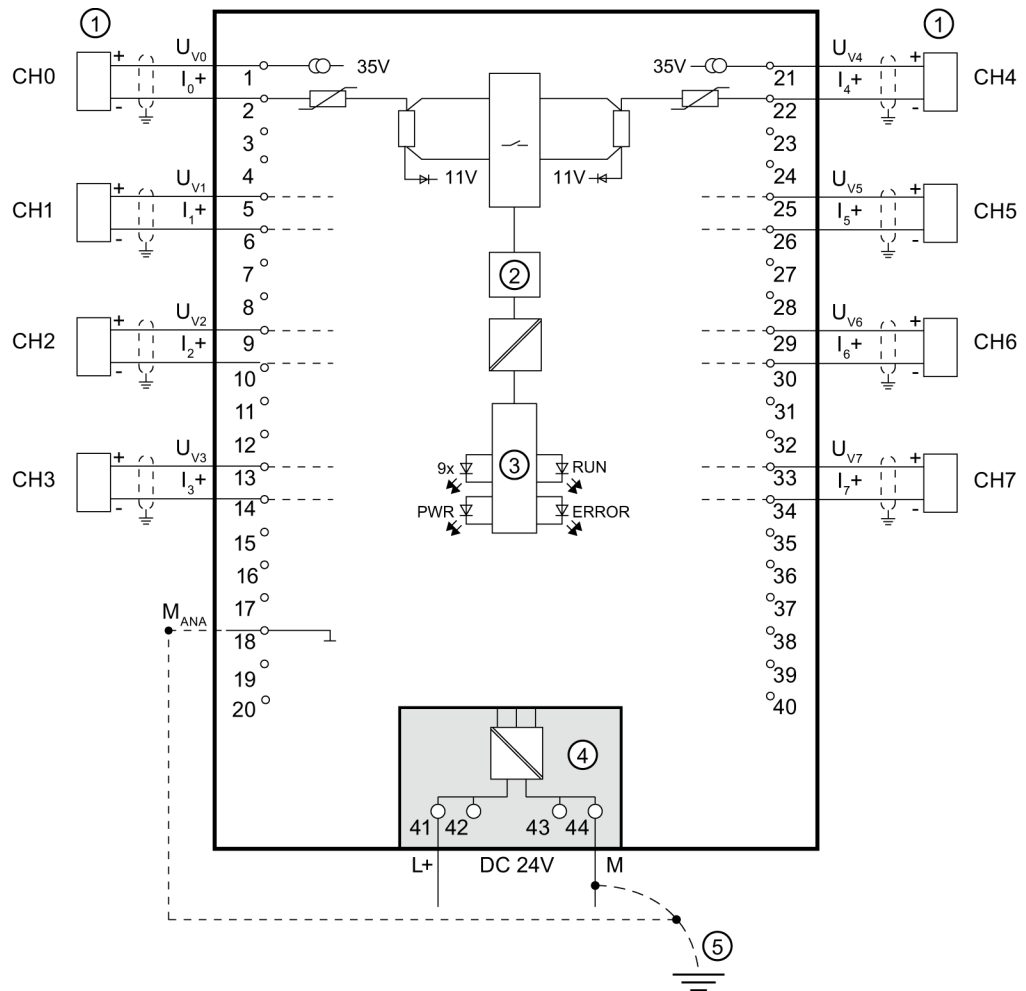 ① ①
CH0 + U_V0 1 35V 35V 21 U_V4 + CH4
- I_0+ 2 22 I_4+ -
3 23
4 11V 11V 24
CH1 + U_V1 5 25 U_V5 + CH5
- I_1+ 6 26 I_5+ -
7 ② 27
8 28
CH2 + U_V2 9 29 U_V6 + CH6
- I_2+ 10 30 I_6+ -
11 31
12 32
CH3 + U_V3 13 9x ③ RUN 33 U_V7 + CH7
- I_3+ 14 PWR ERROR 34 I_7+ -
15 35
16 36
17 37
M_ANA 18 38
19 39
20 40
④
41 42 43 44
L+ DC 24V M
⑤